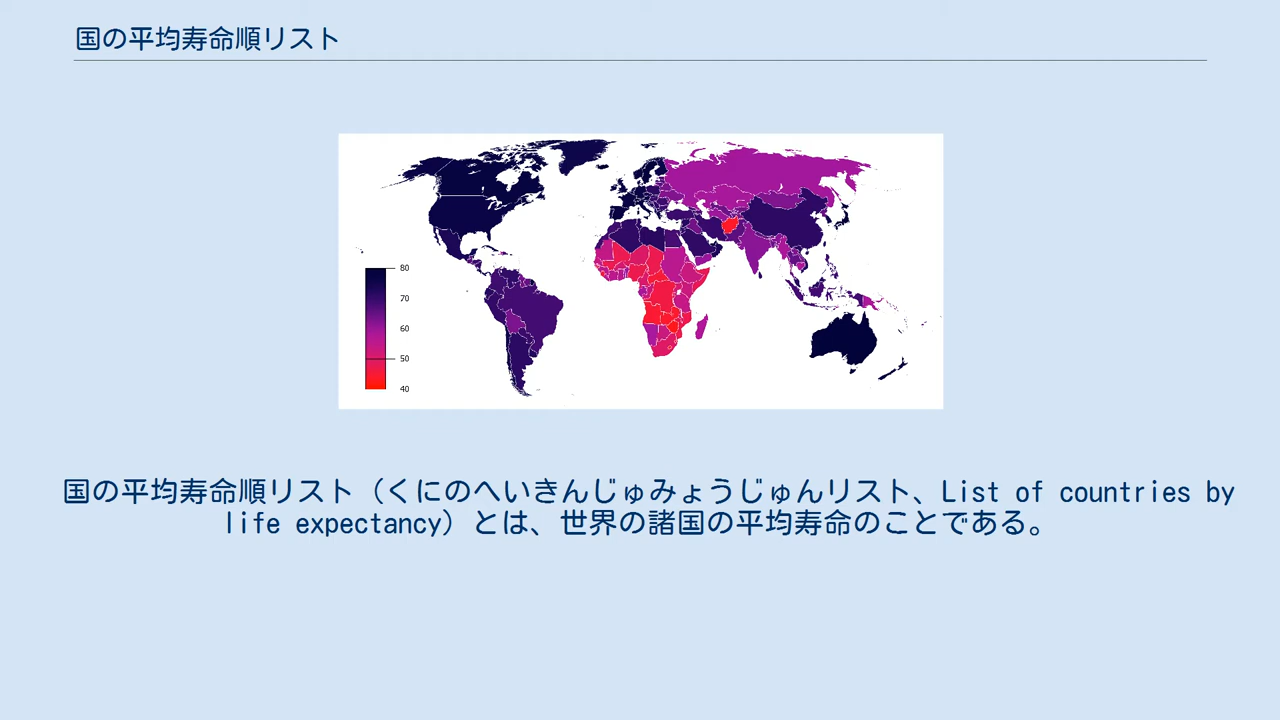 国の平均寿命順リスト
80
70
60
50
40
国の平均寿命順リスト（くにのへいきんじゅみょうじゅんリスト、List of countries by
life expectancy）とは、世界の諸国の平均寿命のことである。